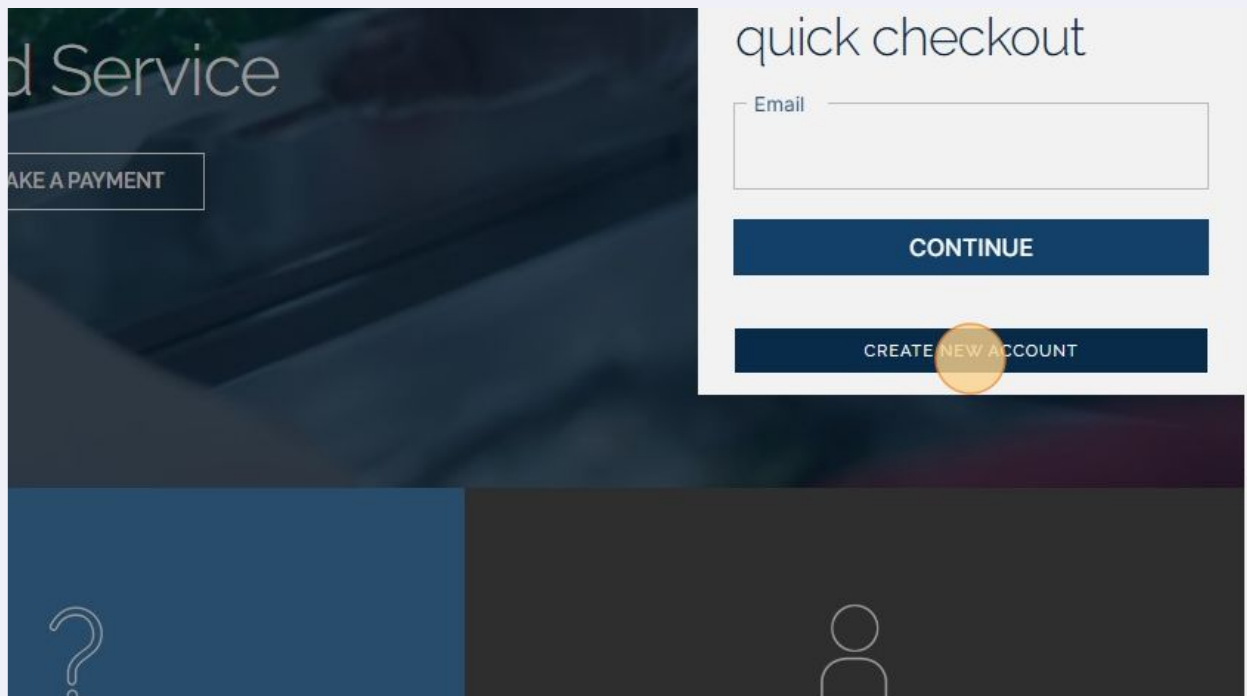 d Service
AKE A PAYMENT
quick checkout
Email
CONTINUE
CREATE NEW ACCOUNT